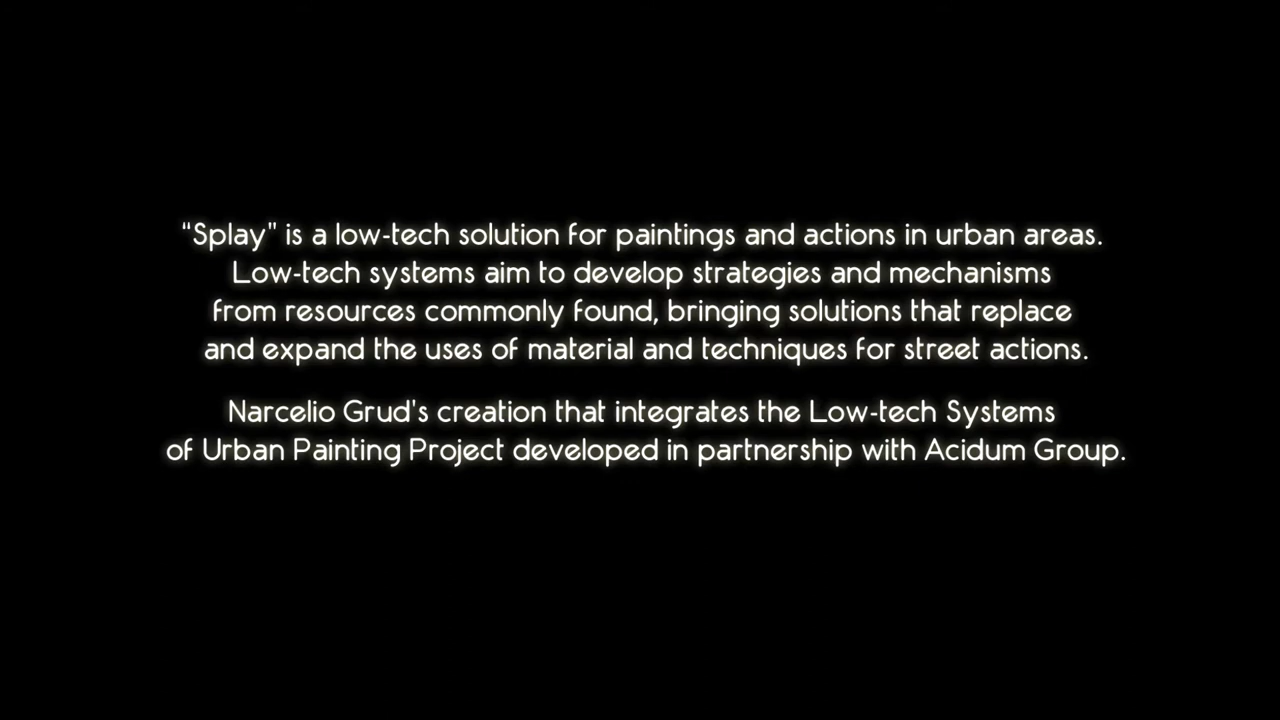 “Splay" is a low-tech solution for paintings and actions in urban areas.
Low-tech systems aim to develop strategies and mechanisms
from resources commonly found, bringing solutions that replace
and expand the uses of material and techniques for street actions.
Narcelio Grud's creation that integrates the Low-tech Systems
of Urban Painting Project developed in partnership with Acidum Group.